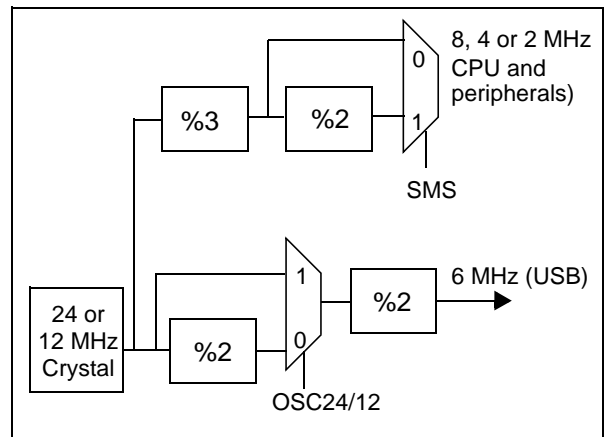 8, 4 or 2 MHz
CPU and
peripherals)
0
%3
%2
1
SMS
24 or
12 MHz
Crystal
%2
1
0
OSC24/12
%2
6 MHz (USB)